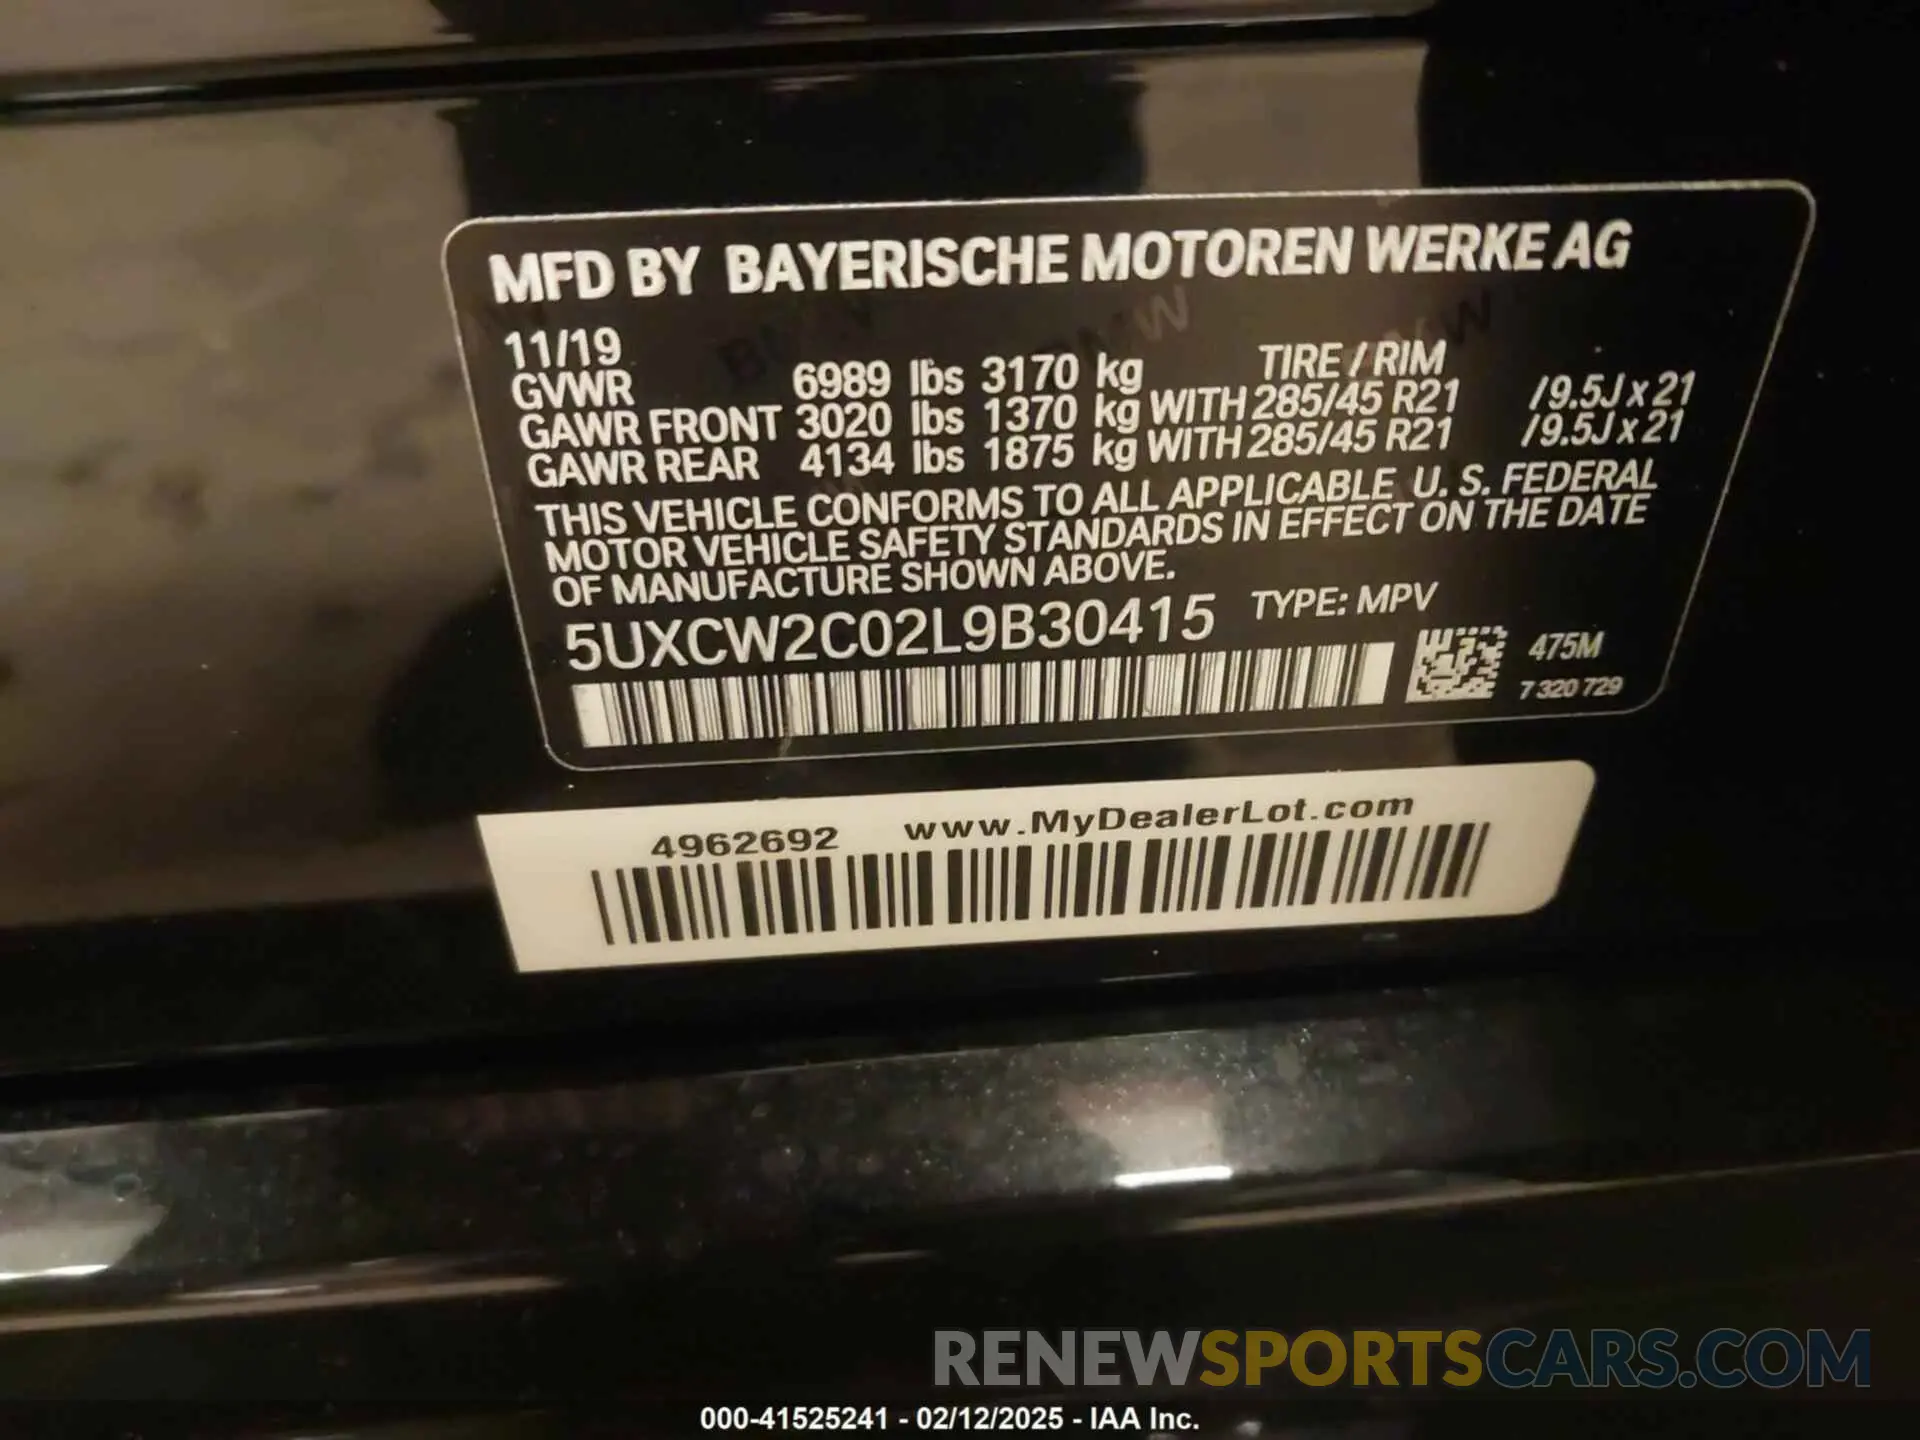 MFD BY BAYERISCHE MOTOREN WERKE AG
11/19 TIRE / RIM
GVWR 6989 lbs 3170 kg
GAWR FRONT 3020 lbs 1370 kg WITH 285/45 R21 /9.5J x 21
GAWR REAR 4134 lbs 1875 kg WITH 285/45 R21 /9.5J x 21
THIS VEHICLE CONFORMS TO ALL APPLICABLE U. S. FEDERAL
MOTOR VEHICLE SAFETY STANDARDS IN EFFECT ON THE DATE
OF MANUFACTURE SHOWN ABOVE.
5UXCW2C02L9B30415 TYPE: MPV
475M
7 320 729
4962692 www.MyDealerLot.com
RENEWSPORTSCARS.COM
000-41525241 - 02/12/2025 - IAA Inc.